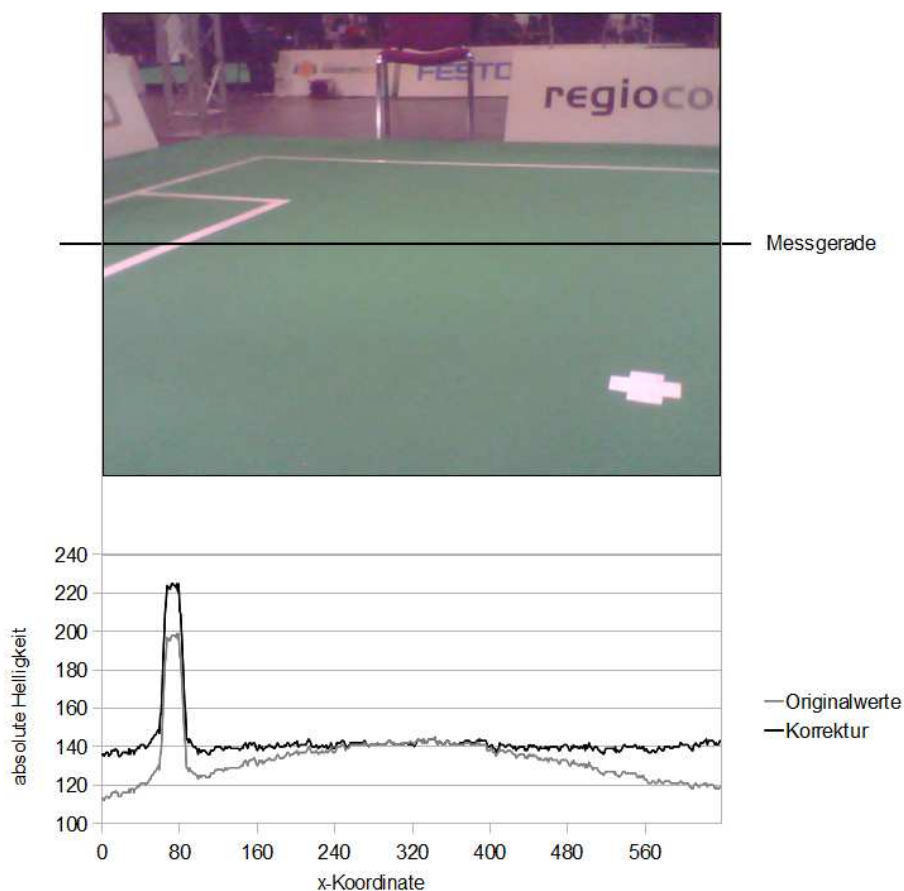 FESTO
regioco
Messgerade
240
220
200
180
160
140
120
100
absolute Helligkeit
0 80 160 240 320 400 480 560
x-Koordinate
Originalwerte
Korrektur